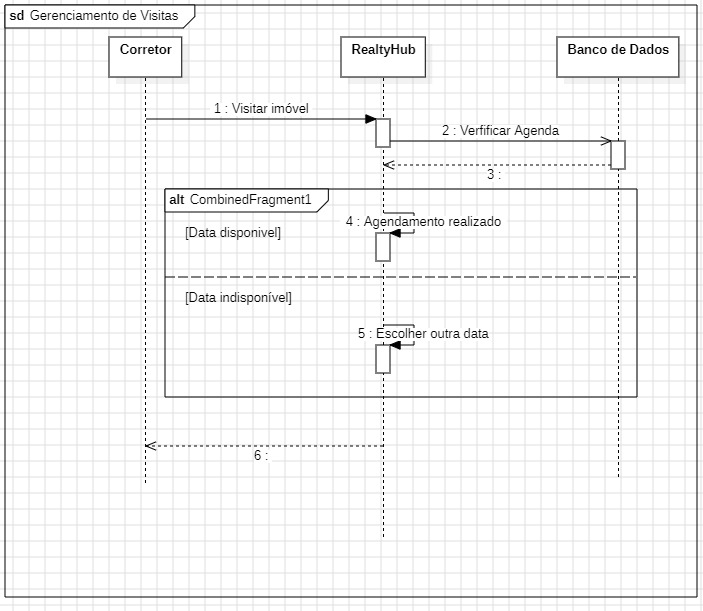 sd Gerenciamento de Visitas
Corretor
RealtyHub
Banco de Dados
1 : Visitar imóvel
2 : Verfificar Agenda
3 :
alt CombinedFragment1
4 : Agendamento realizado
[Data disponivel]
[Data indisponível]
5 : Escolher outra data
6 :